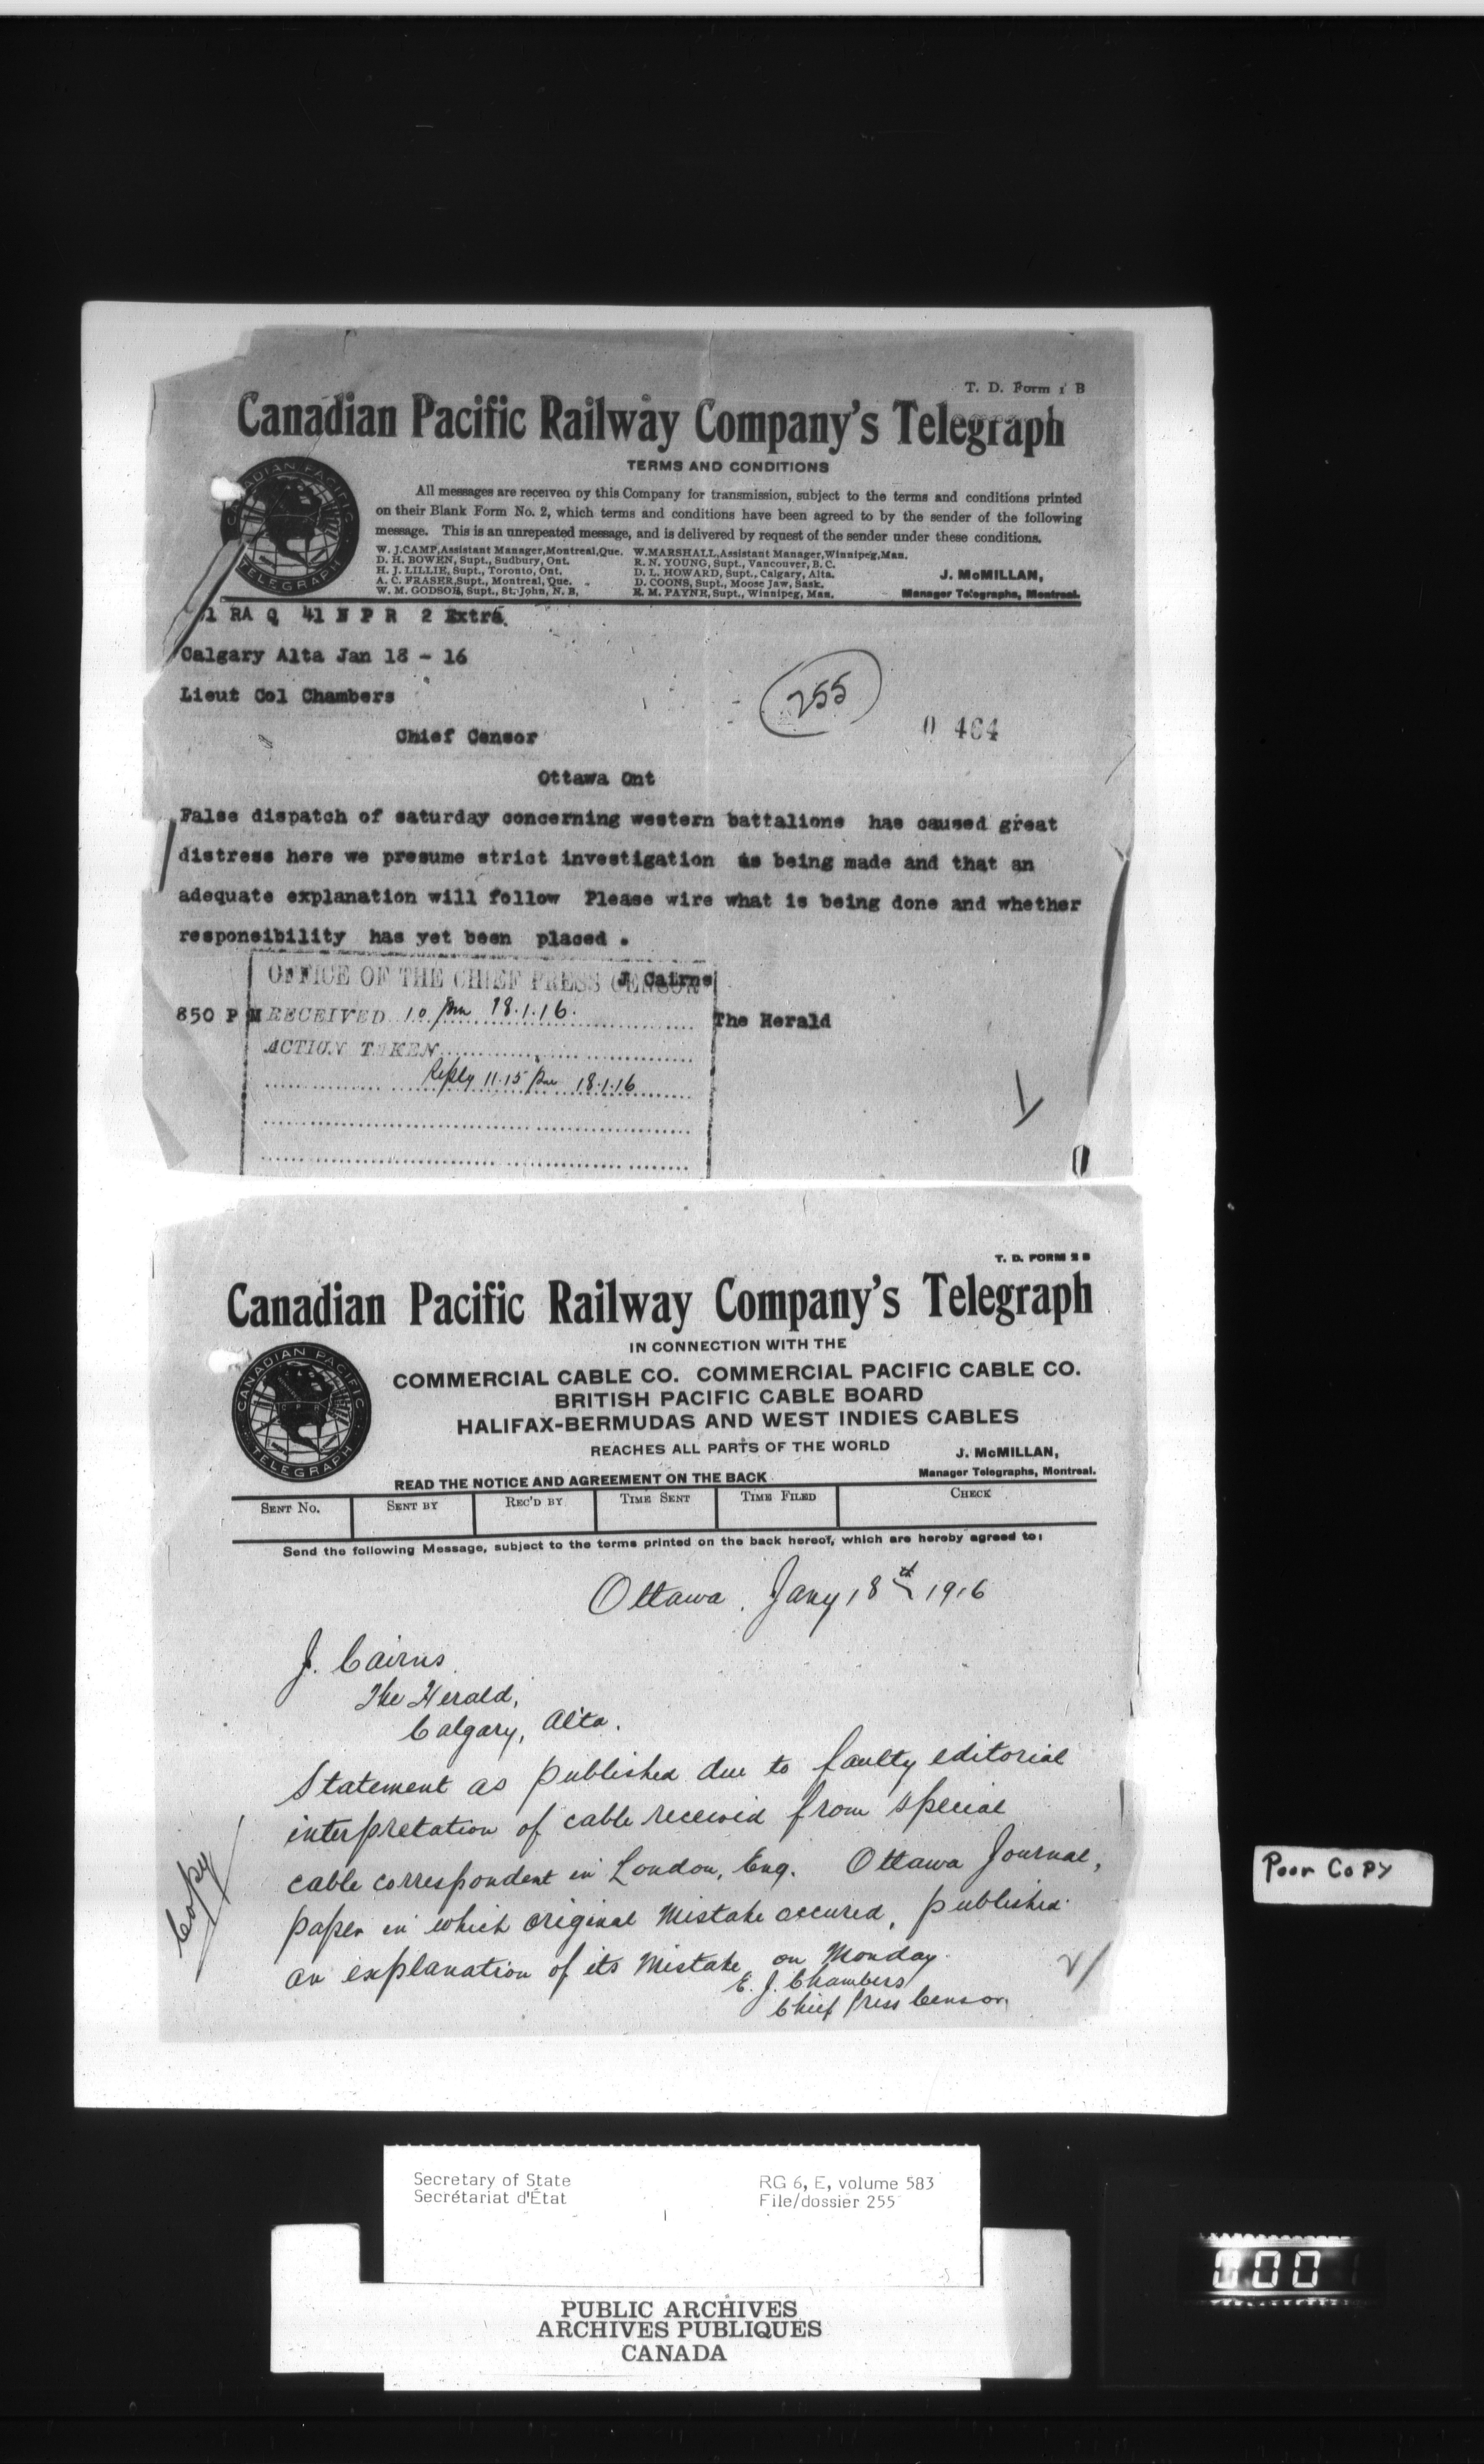 T. D. Form 1 B
Canadian Pacific Railway Company's Telegraph
TERMS AND CONDITIONS
All messages are received by this Company for transmission, subject to the terms and conditions printed
on their Blank Form No. 2, which terms and conditions have been agreed to by the sender of the following
message. This is an unrepeated message, and is delivered by request of the sender under these conditions.
W. J. CAMP, Assistant Manager, Montreal, Que. W. MARSHALL, Assistant Manager, Winnipeg, Man.
D. H. BOWEN, Supt., Sudbury, Ont. R. N. YOUNG, Supt., Vancouver, B. C.
H. J. LILLIE, Supt., Toronto, Ont. D. L. HOWARD, Supt., Calgary, Alta.
A. C. FRASER, Supt., Montreal, Que. D. COONS, Supt., Moose Jaw, Sask.
W. M. GODSOE, Supt., St. John, N. B. E. M. PAYNE, Supt., Winnipeg, Man.
J. McMILLAN,
Manager Telegraphs, Montreal.
CANADIAN PACIFIC
TELEGRAPH
1 RA Q 41 N P R 2 Extra
Calgary Alta Jan 18 - 16
Lieut Col Chambers
255
0 464
Chief Censor
Ottawa Ont
False dispatch of saturday concerning western battalions has caused great
distress here we presume strict investigation is being made and that an
adequate explanation will follow Please wire what is being done and whether
responsibility has yet been placed .
OFFICE OF THE CHIEF PRESS CENSOR
J Cairns
850 P M
RECEIVED 10 pm 18.1.16.
The Herald
ACTION TAKEN
Reply 11.15 pm 18.1.16
1/
T. D. FORM 2 B
Canadian Pacific Railway Company's Telegraph
IN CONNECTION WITH THE
COMMERCIAL CABLE CO. COMMERCIAL PACIFIC CABLE CO.
BRITISH PACIFIC CABLE BOARD
HALIFAX-BERMUDAS AND WEST INDIES CABLES
REACHES ALL PARTS OF THE WORLD
J. McMILLAN,
Manager Telegraphs, Montreal.
CANADIAN PACIFIC
C P R
TELEGRAPH
READ THE NOTICE AND AGREEMENT ON THE BACK
SENT No. SENT BY REC'D BY TIME SENT TIME FILED CHECK
Send the following Message, subject to the terms printed on the back hereof, which are hereby agreed to:
Ottawa. Jany 18th 1916
J. Cairns
The Herald,
Calgary, Alta.
Statement as published due to faulty editorial
interpretation of cable received from special
cable correspondent in London, Eng. Ottawa Journal,
paper in which original mistake occured, published
an explanation of its mistake on Monday.
E. J. Chambers
Chief Press Censor.
Copy
2/
Poor Copy
Secretary of State RG 6, E, volume 583
Secrétariat d'État File/dossier 255
PUBLIC ARCHIVES
ARCHIVES PUBLIQUES
CANADA
000